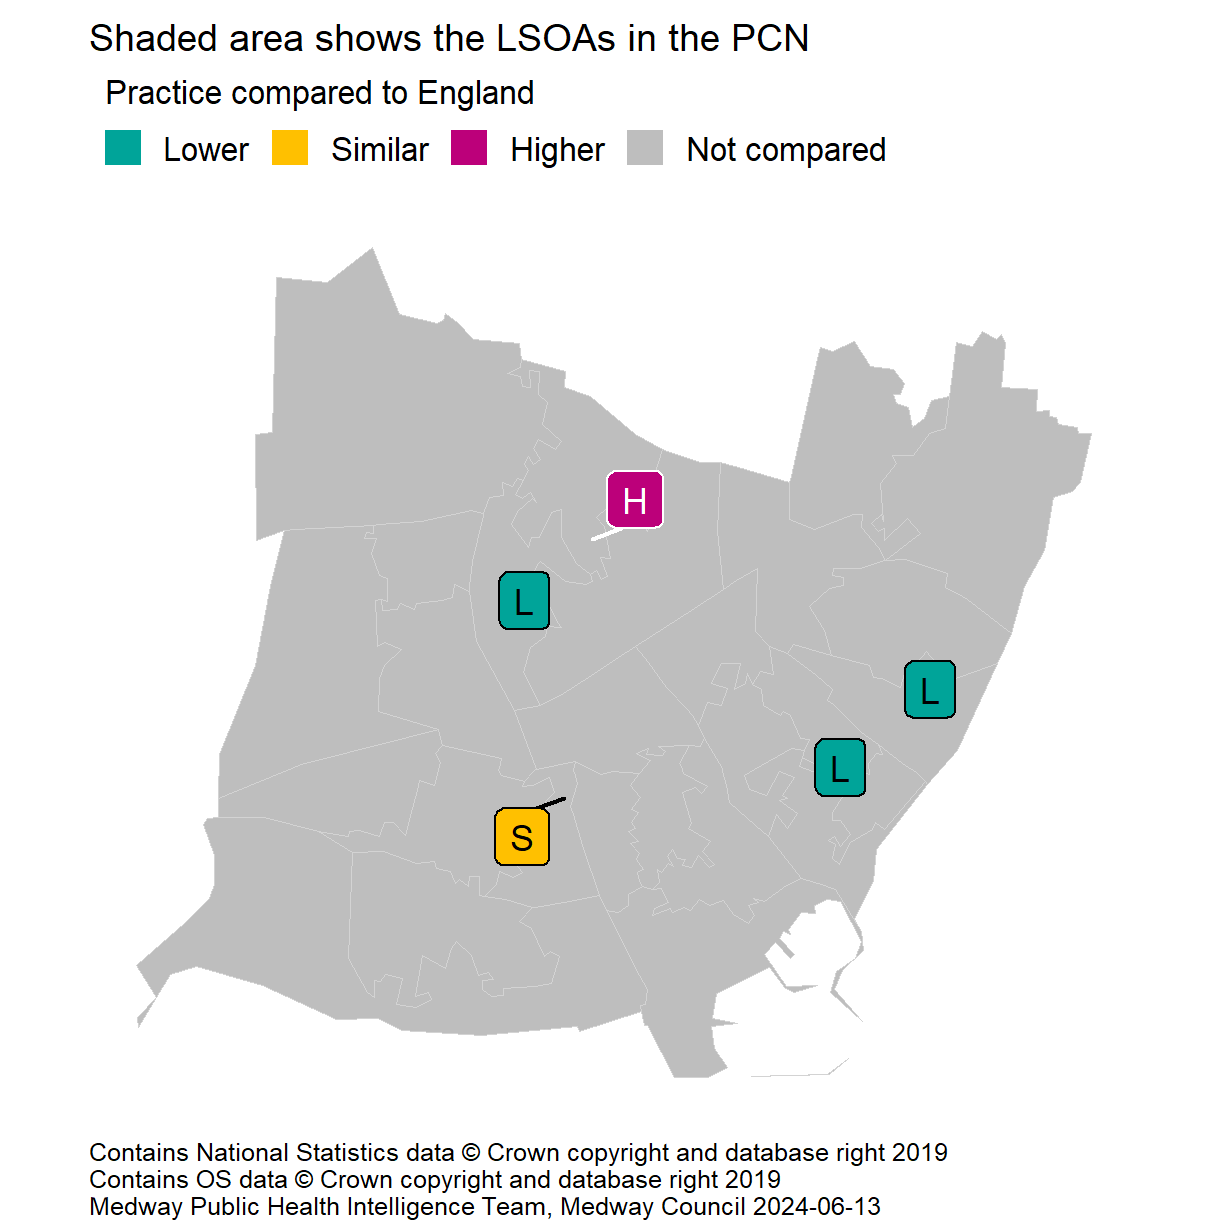 Shaded area shows the LSOAs in the PCN
Practice compared to England
Lower Similar Higher Not compared
H
L
L
L
S
Contains National Statistics data © Crown copyright and database right 2019
Contains OS data © Crown copyright and database right 2019
Medway Public Health Intelligence Team, Medway Council 2024-06-13